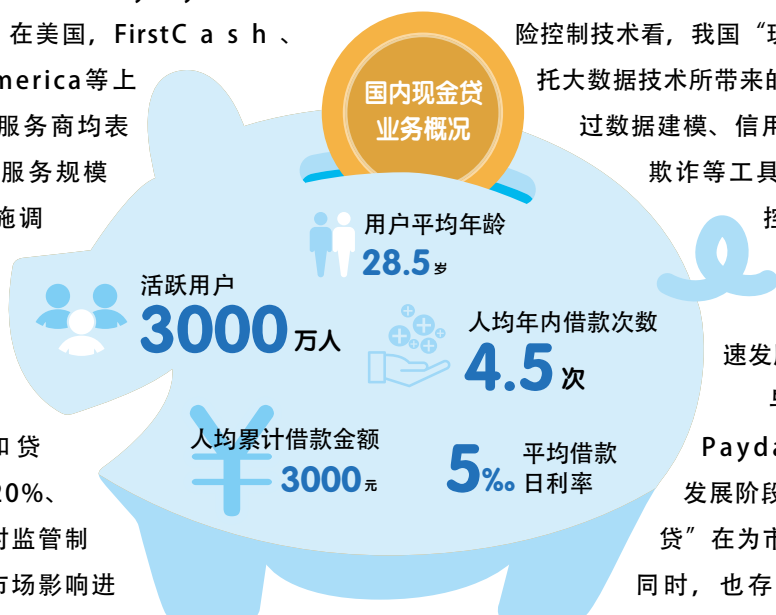 在美国，FirstCash、
merica等上
服务商均表
服务规模
施调
扣贷
20%、
时监管制
市场影响进
国内现金贷
业务概况
用户平均年龄
28.5岁
活跃用户
3000万人
人均年内借款次数
4.5次
人均累计借款金额
3000元
5‰
平均借款
日利率
险控制技术看，我国“现
托大数据技术所带来的
过数据建模、信用
欺诈等工具
控
速发展
Payda
发展阶段
贷”在为市
同时，也存